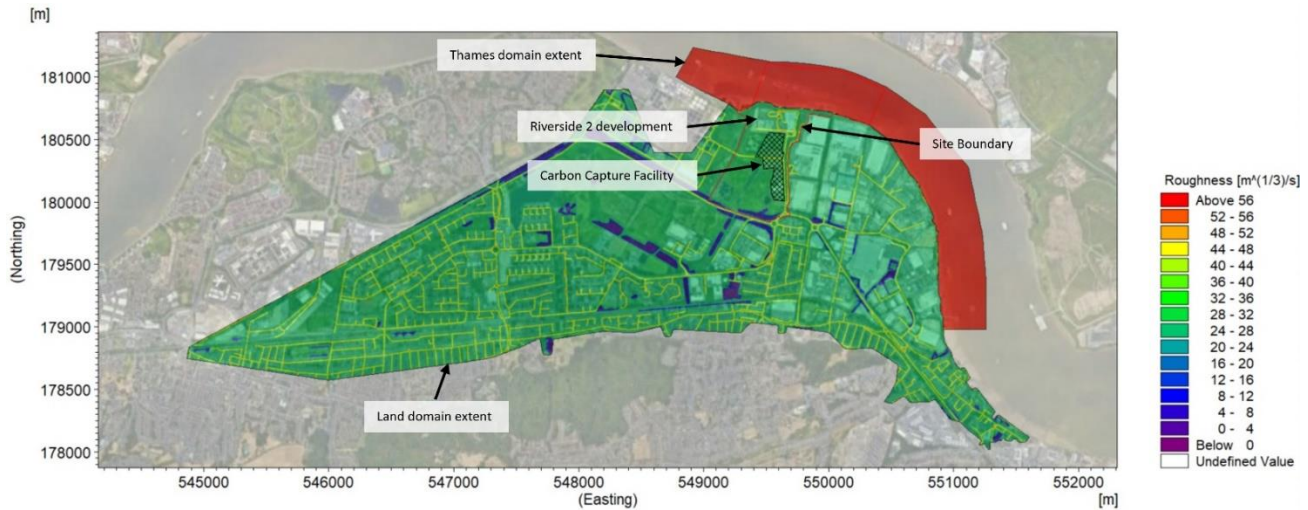 [m]
Thames domain extent
181000
Riverside 2 development
180500
Site Boundary
Carbon Capture Facility
Roughness [m^(1/3)/s]
Above 56
52 - 56
48 - 52
44 - 48
40 - 44
36 - 40
32 - 36
28 - 32
24 - 28
20 - 24
16 - 20
12 - 16
8 - 12
4 - 8
0 - 4
Below 0
Undefined Value
180000
(Northing)
179500
179000
178500
Land domain extent
178000
545000 546000 547000 548000 549000 550000 551000 552000
(Easting) [m]